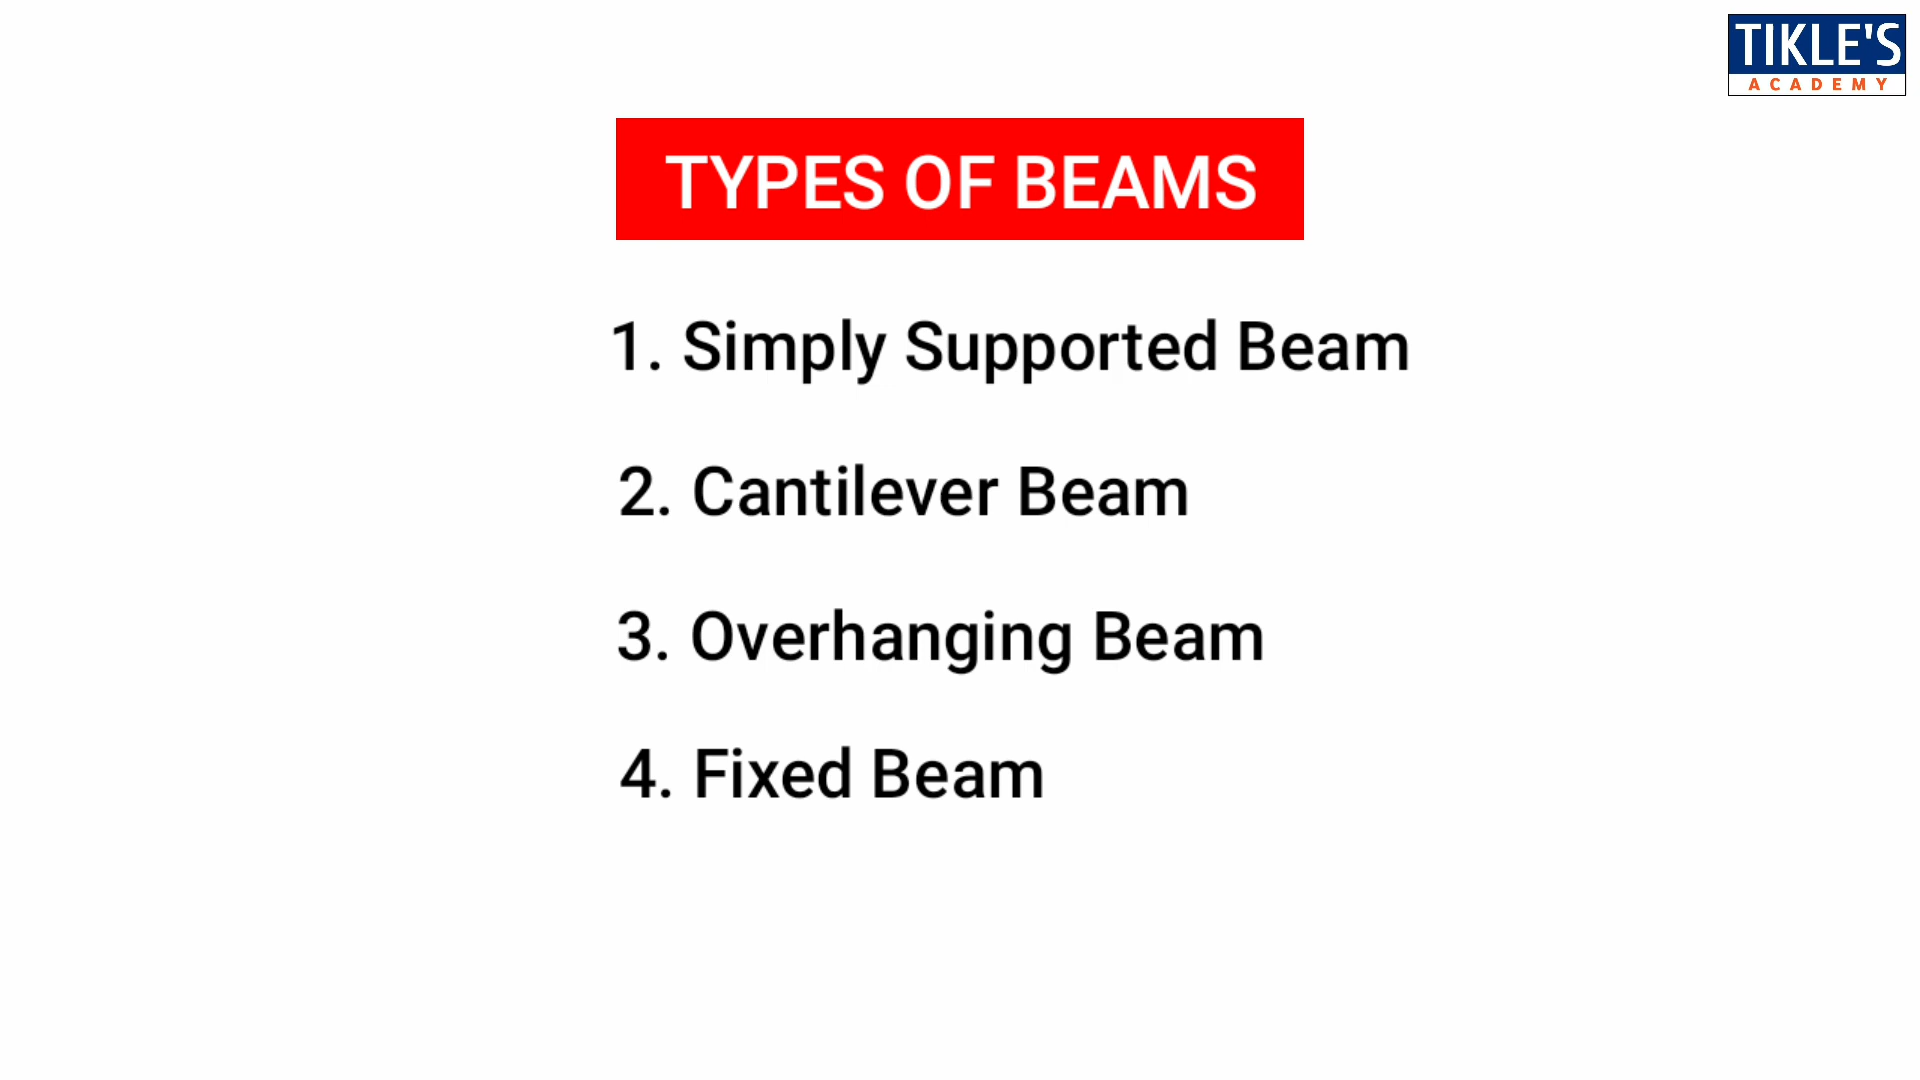 TIKLE'S
ACADEMY
TYPES OF BEAMS
1. Simply Supported Beam
2. Cantilever Beam
3. Overhanging Beam
4. Fixed Beam